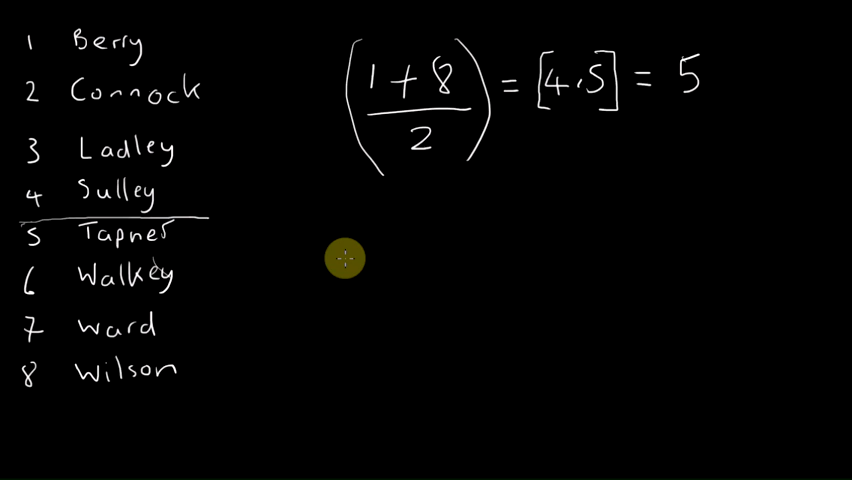 1 Berry
2 Connock
3 Ladley
4 Sulley
5 Tapner
6 Walkey
7 Ward
8 Wilson
(1 + 8 / 2) = [4.5] = 5